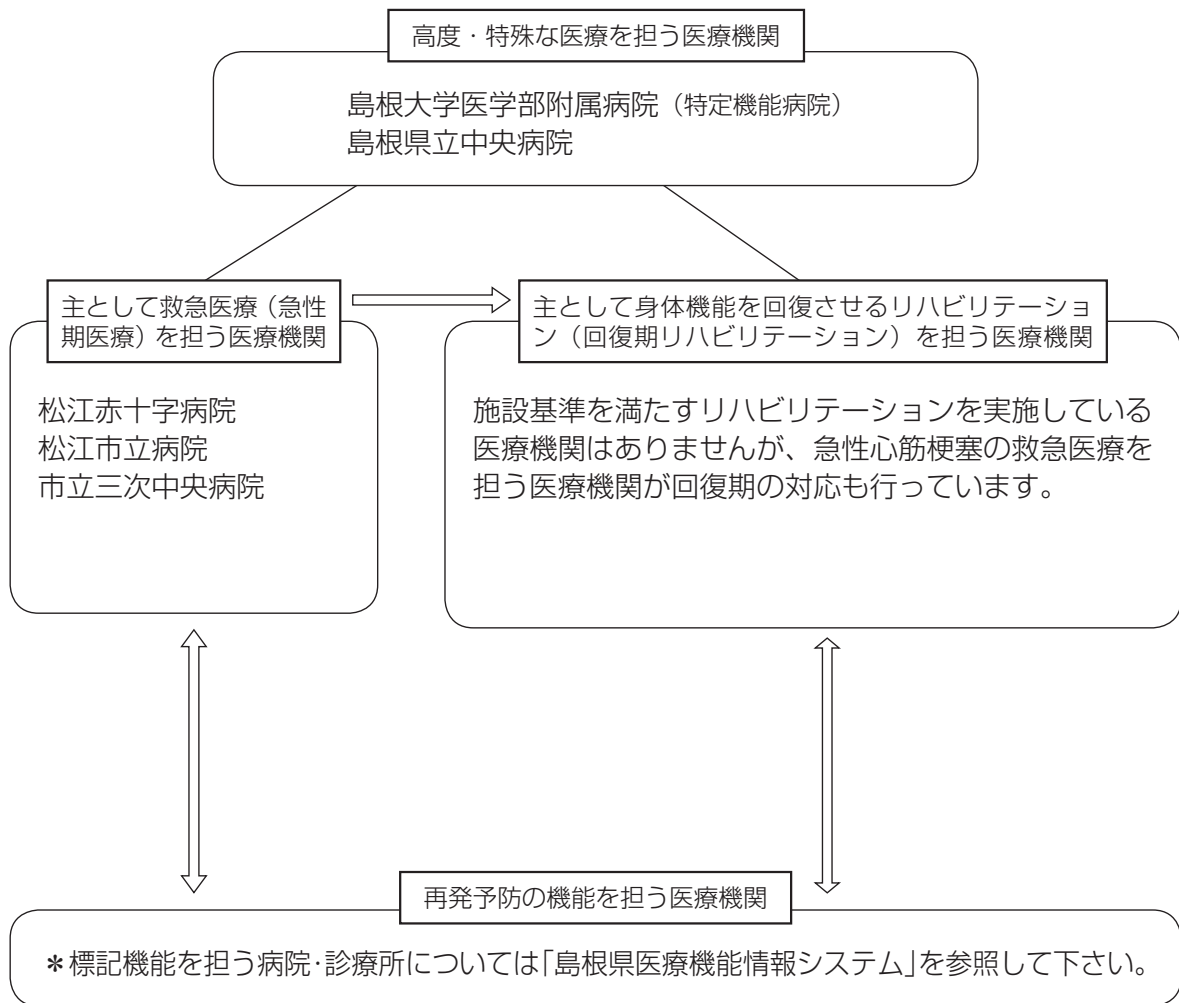 高度・特殊な医療を担う医療機関
島根大学医学部附属病院（特定機能病院）
島根県立中央病院
主として救急医療（急性
期医療）を担う医療機関
松江赤十字病院
松江市立病院
市立三次中央病院
主として身体機能を回復させるリハビリテーショ
ン（回復期リハビリテーション）を担う医療機関
施設基準を満たすリハビリテーションを実施している
医療機関はありませんが、急性心筋梗塞の救急医療を
担う医療機関が回復期の対応も行っています。
再発予防の機能を担う医療機関
＊標記機能を担う病院・診療所については「島根県医療機能情報システム」を参照して下さい。